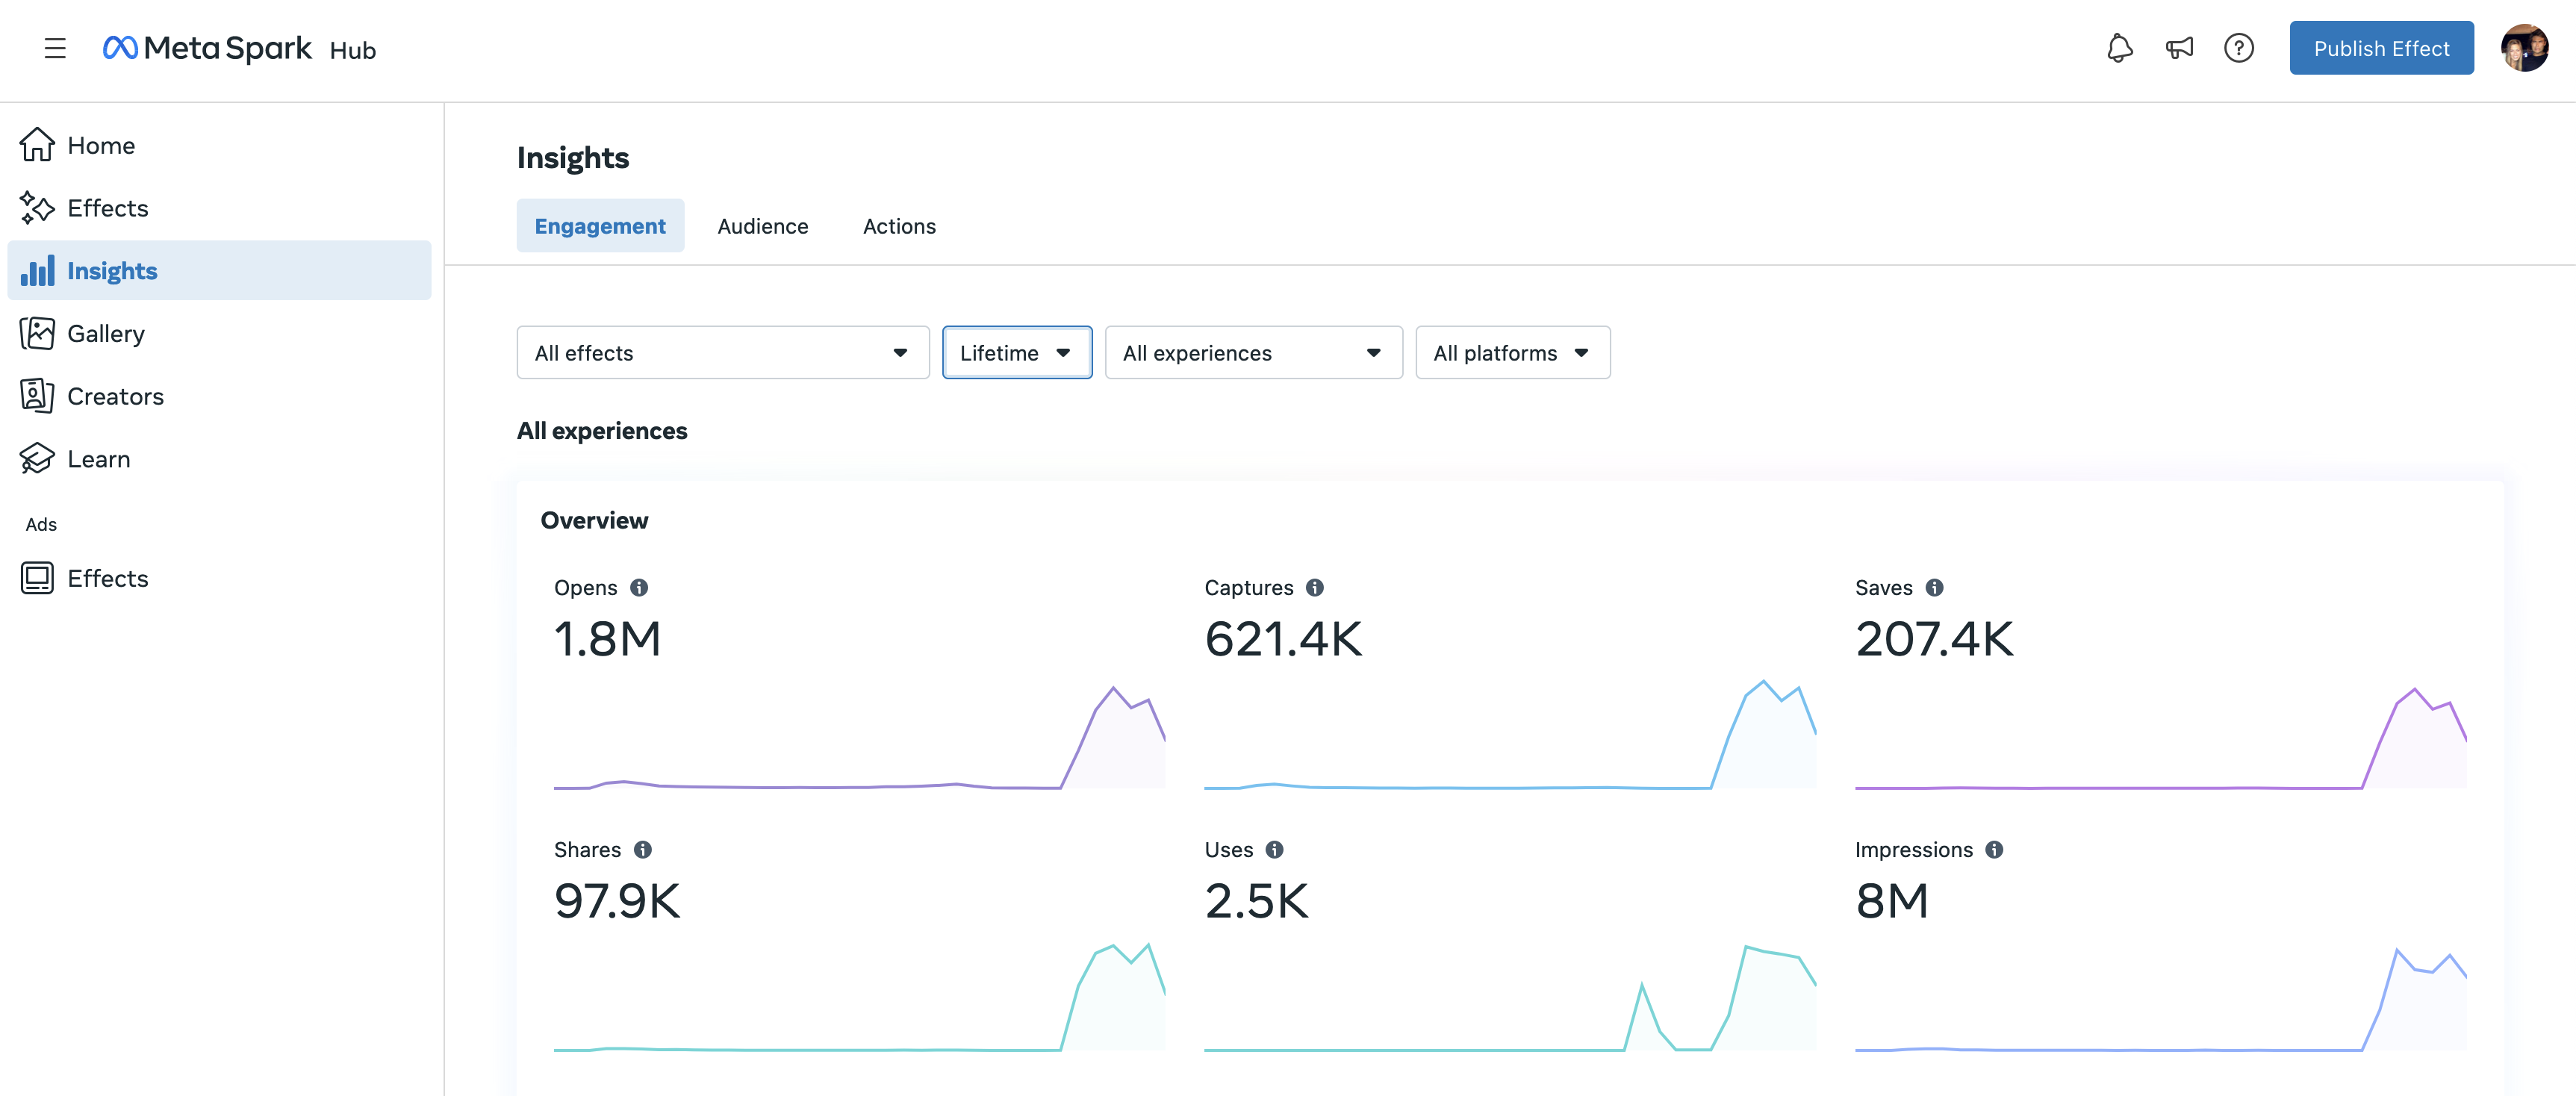 Meta Spark Hub
Publish Effect
Home
Effects
Insights
Gallery
Creators
Learn
Ads
Effects
Insights
Engagement Audience Actions
All effects Lifetime All experiences All platforms
All experiences
Overview
Opens
1.8M
Captures
621.4K
Saves
207.4K
Shares
97.9K
Uses
2.5K
Impressions
8M